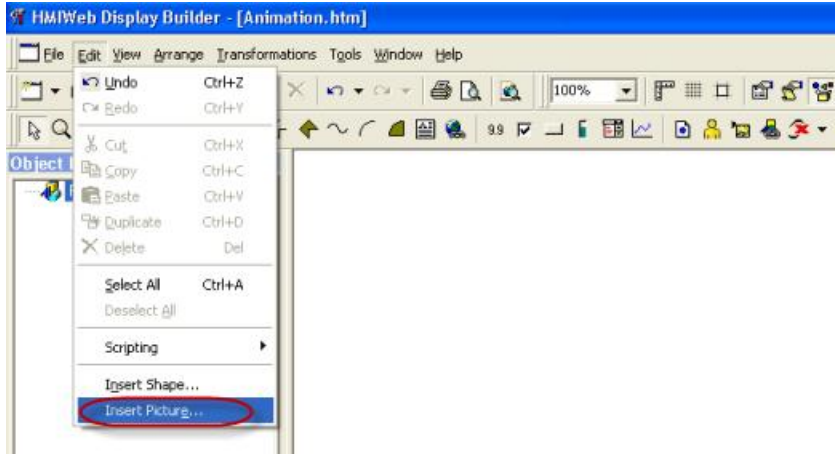 HMIWeb Display Builder - [Animation.htm]
File Edit View Arrange Transformations Tools Window Help
100%
9.9
Object
Undo Ctrl+Z
Redo Ctrl+Y
Cut Ctrl+X
Copy Ctrl+C
Paste Ctrl+V
Duplicate Ctrl+D
Delete Del
Select All Ctrl+A
Deselect All
Scripting
Insert Shape...
Insert Picture...